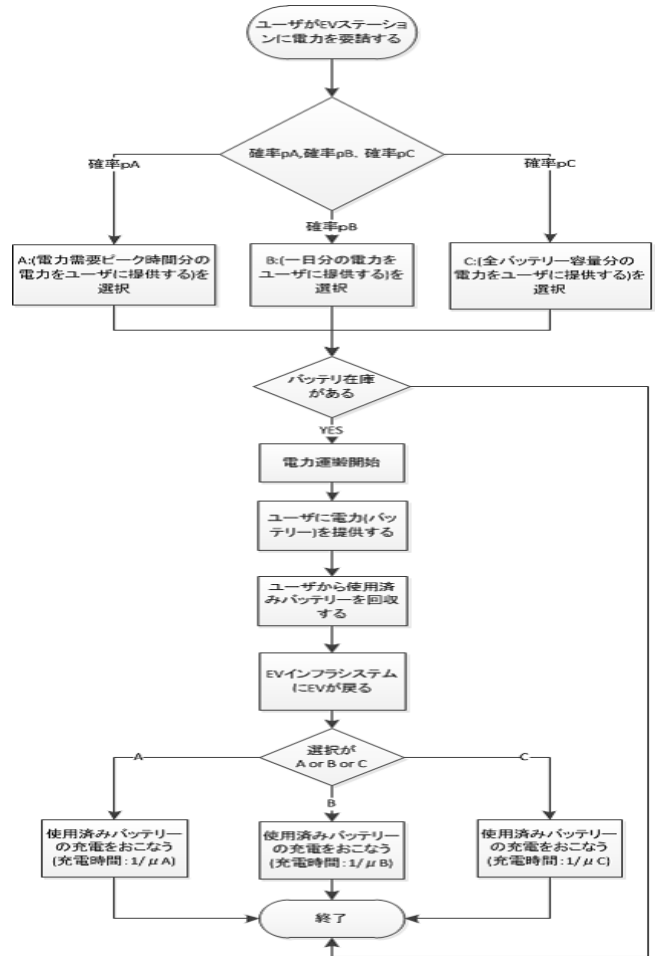 ユーザがEVステーショ
ンに電力を要請する
確率pA,確率pB、確率pC
確率pA
確率pB
確率pC
A:(電力需要ピーク時間分の
電力をユーザに提供する)を
選択
B:(一日分の電力を
ユーザに提供する)を
選択
C:(全バッテリー容量分の
電力をユーザに提供する)を
選択
バッテリ在庫
がある
YES
電力運搬開始
ユーザに電力(バッ
テリー)を提供する
ユーザから使用済
みバッテリーを回収
する
EVインフラシステム
にEVが戻る
選択が
A or B or C
A
B
C
使用済みバッテリー
の充電をおこなう
(充電時間:1/μA)
使用済みバッテリー
の充電をおこなう
(充電時間:1/μB)
使用済みバッテリー
の充電をおこなう
(充電時間:1/μC)
終了